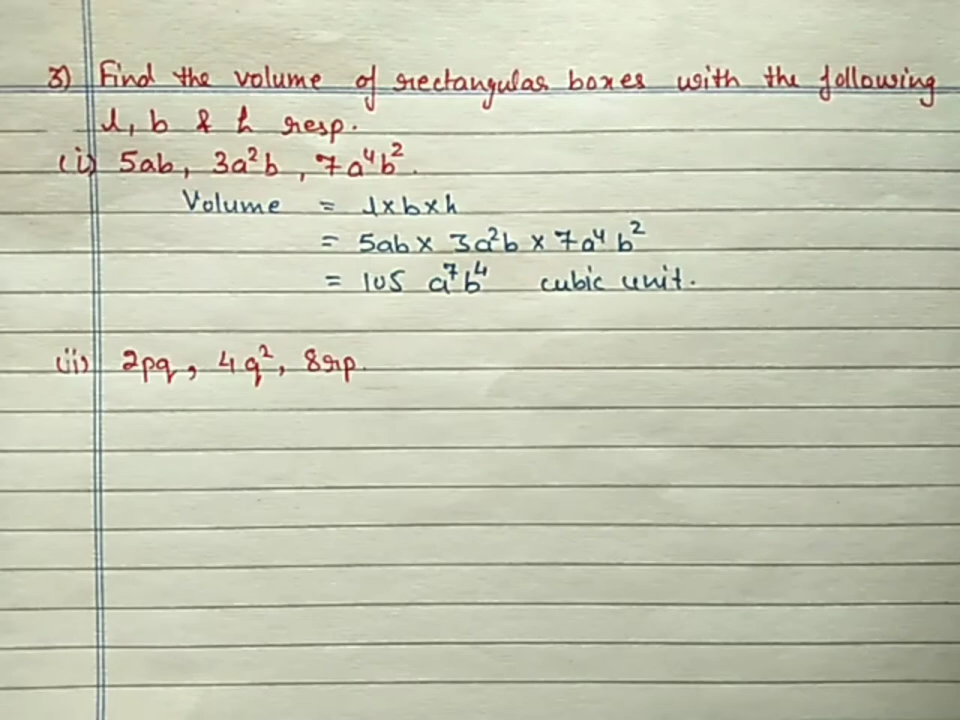 3) Find the volume of rectangular boxes with the following
l, b & h resp.
(i) 5ab, 3a²b, 7a⁴b².
Volume = l×b×h
= 5ab × 3a²b × 7a⁴b²
= 105 a⁷b⁴ cubic unit.
(ii) 2pq, 4q², 8rp.